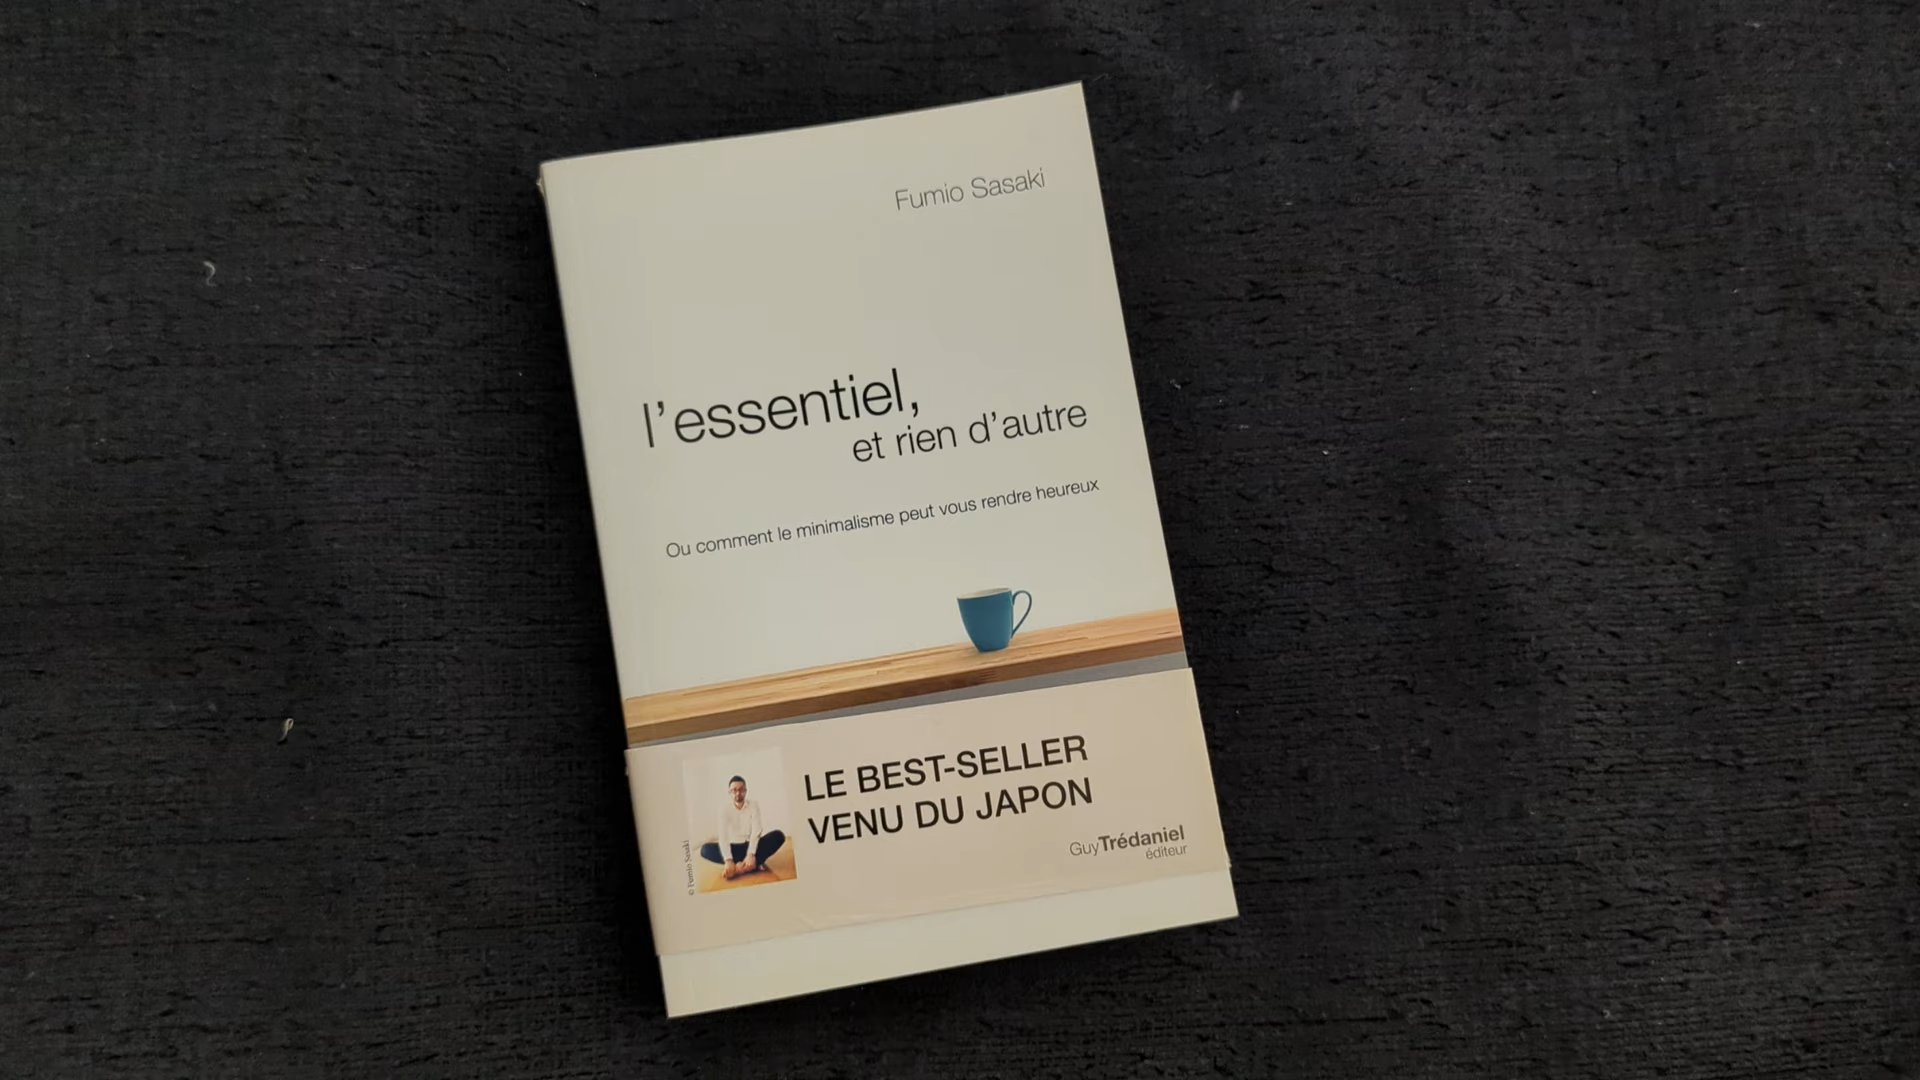 Fumio Sasaki
l'essentiel,
et rien d'autre
Ou comment le minimalisme peut vous rendre heureux
LE BEST-SELLER
VENU DU JAPON
GuyTrédaniel
éditeur
© Fumio Sasaki